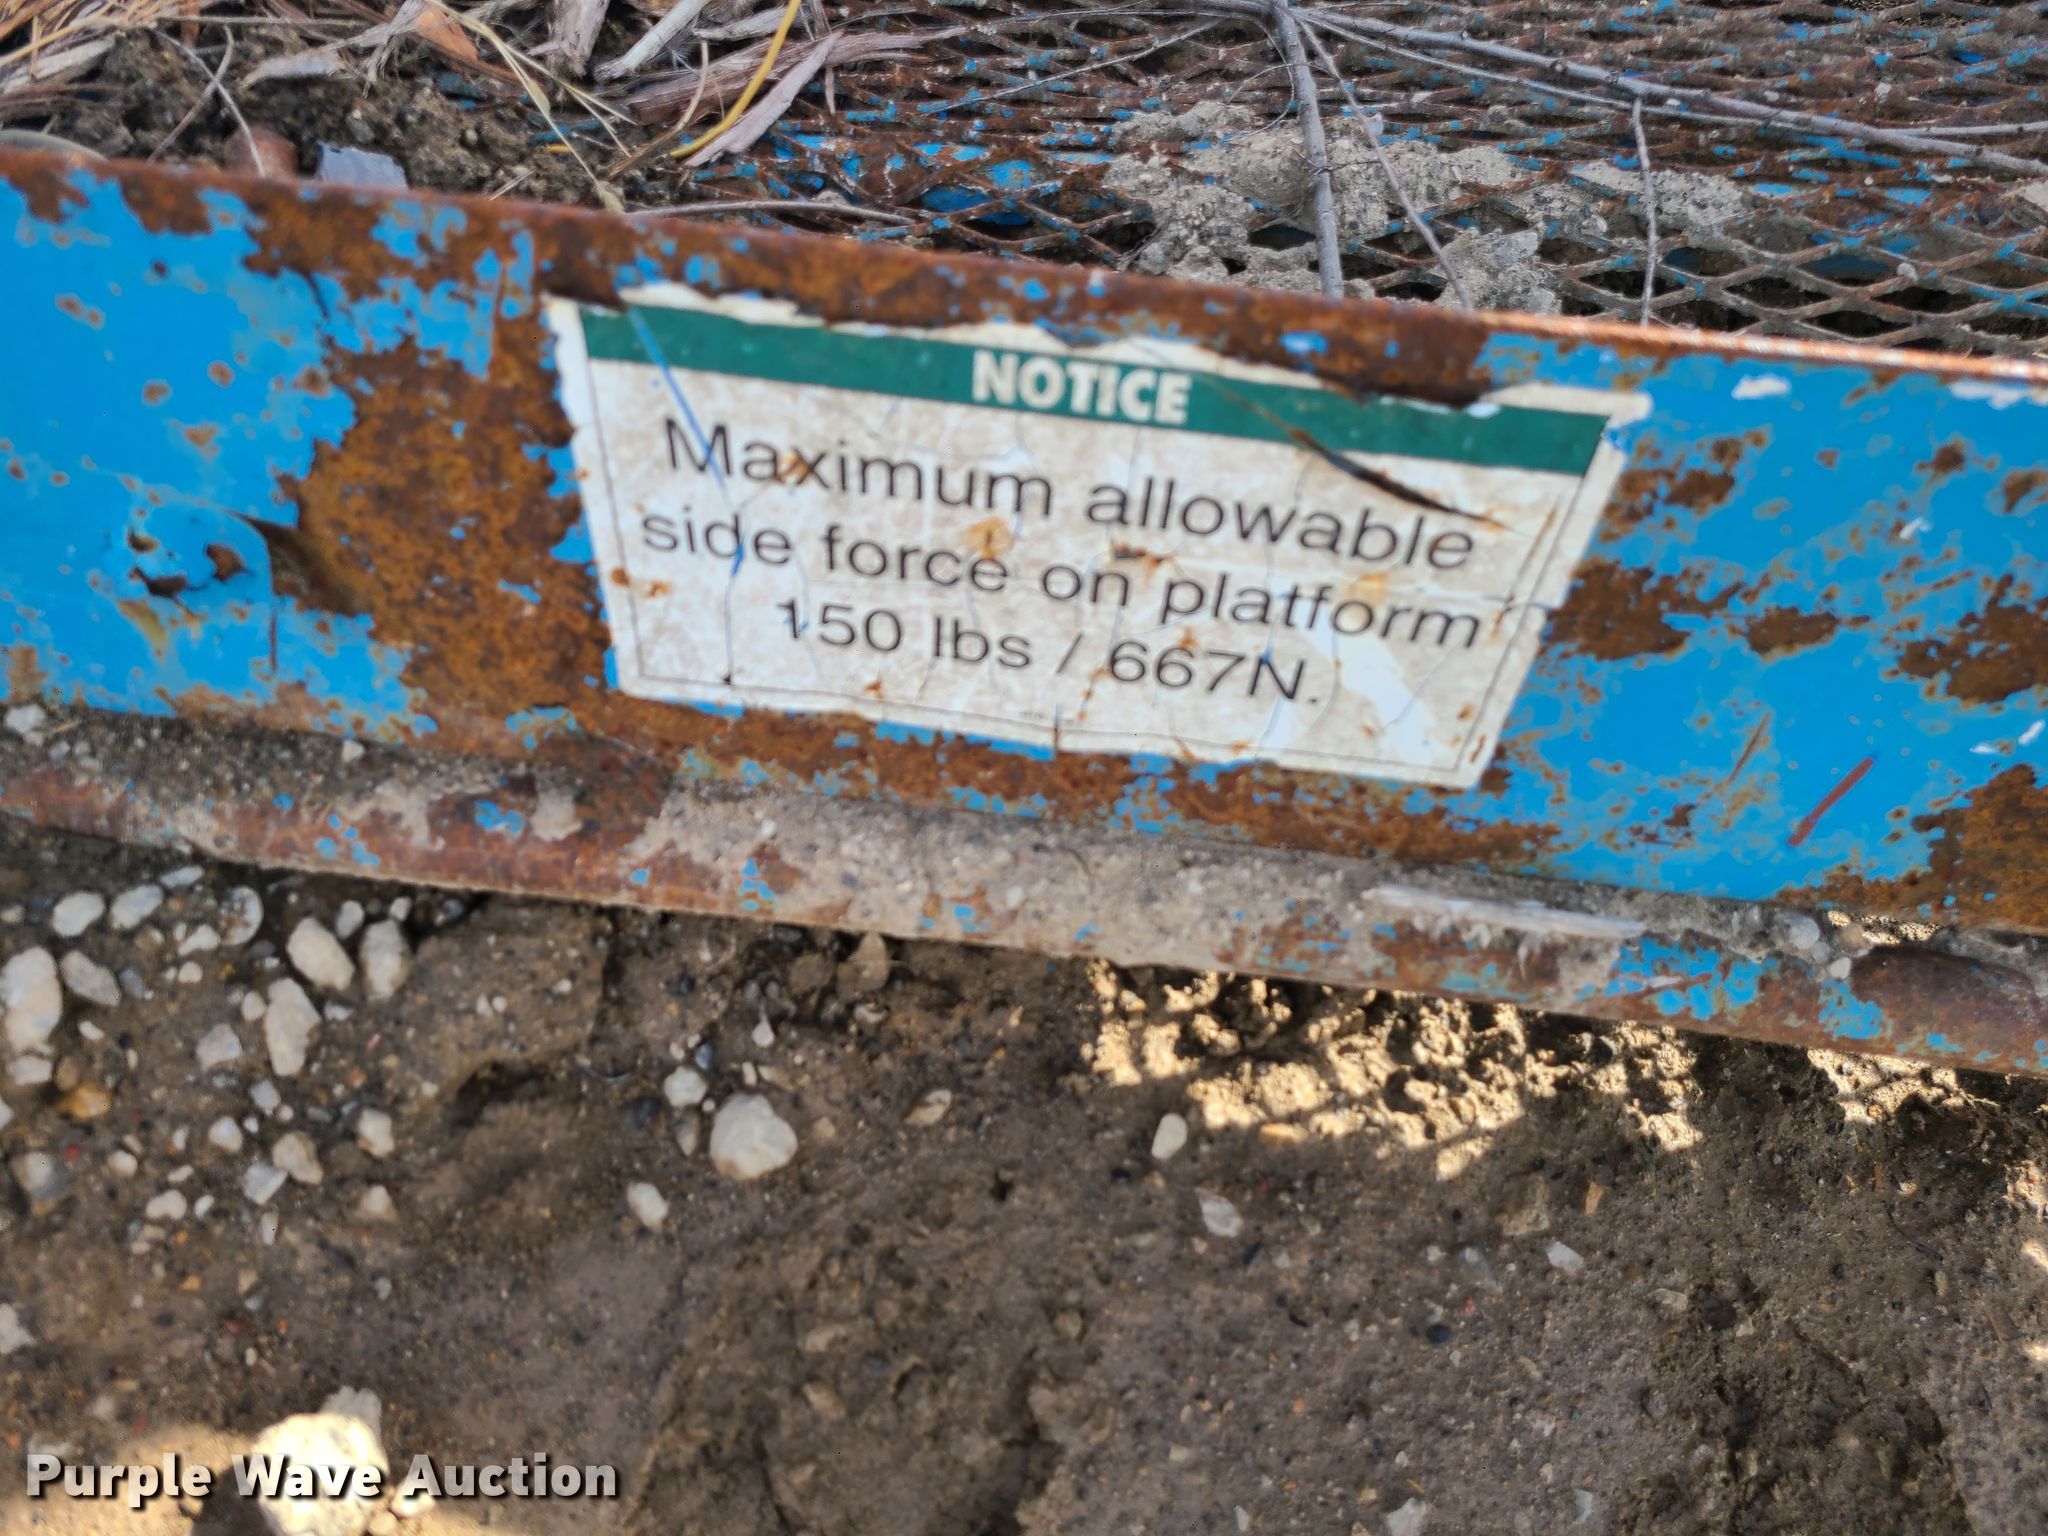 NOTICE
Maximum allowable
side force on platform
150 lbs / 667N.
Purple Wave Auction